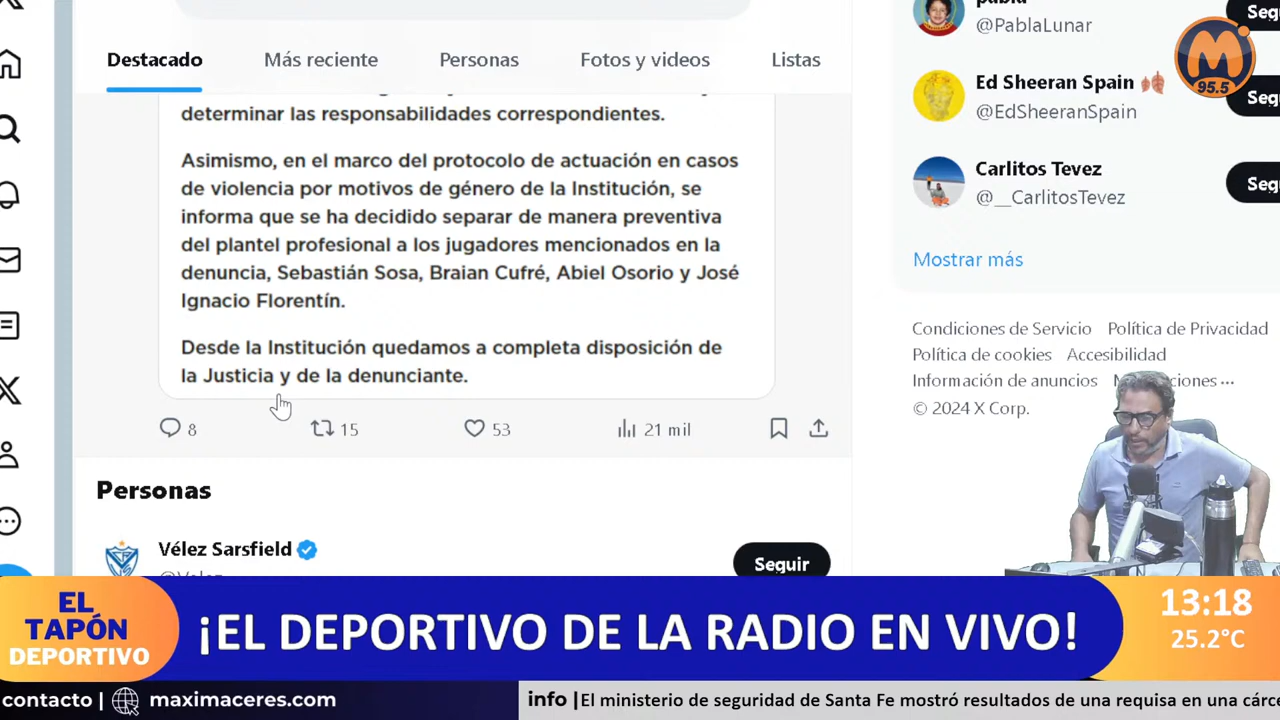 Destacado
Más reciente
Personas
Fotos y videos
Listas
determinar las responsabilidades correspondientes.
Asimismo, en el marco del protocolo de actuación en casos
de violencia por motivos de género de la Institución, se
informa que se ha decidido separar de manera preventiva
del plantel profesional a los jugadores mencionados en la
denuncia, Sebastián Sosa, Braian Cufré, Abiel Osorio y José
Ignacio Florentín.
Desde la Institución quedamos a completa disposición de
la Justicia y de la denunciante.
8
15
53
21 mil
Personas
Vélez Sarsfield
Seguir
@PablaLunar
Ed Sheeran Spain
@EdSheeranSpain
Carlitos Tevez
@__CarlitosTevez
Mostrar más
Condiciones de Servicio Política de Privacidad
Política de cookies Accesibilidad
Información de anuncios
© 2024 X Corp.
M
95.5
EL
TAPÓN
DEPORTIVO
¡EL DEPORTIVO DE LA RADIO EN VIVO!
13:18
25.2°C
contacto | maximaceres.com
info | El ministerio de seguridad de Santa Fe mostró resultados de una requisa en una cárce